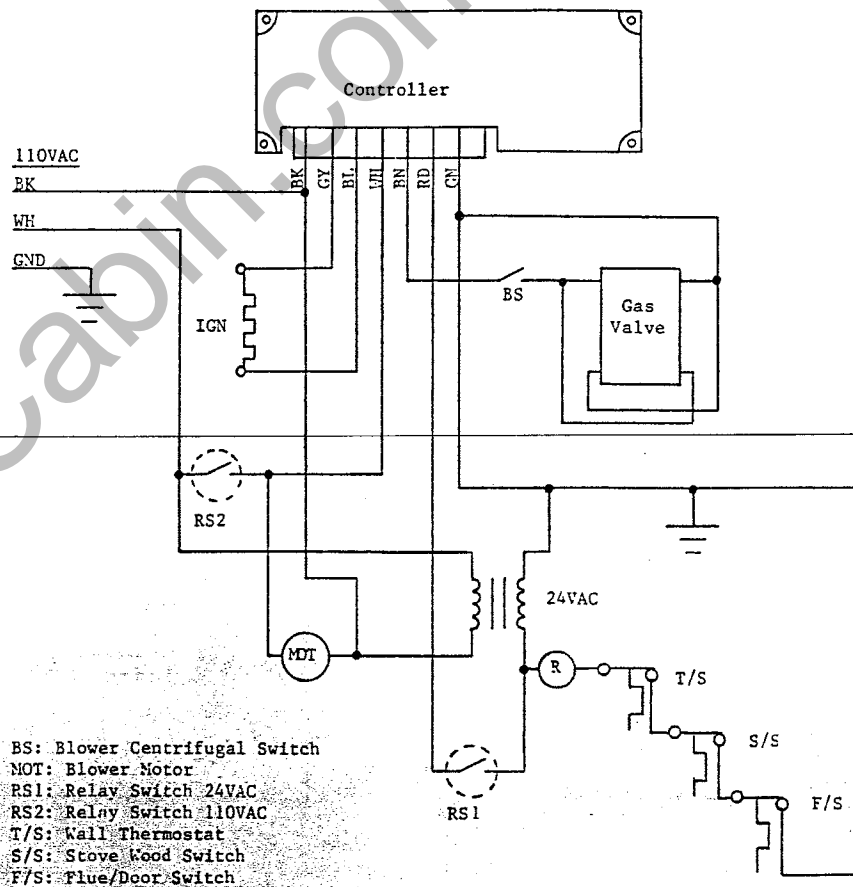 Controller
110VAC
BK
WH
GND
BK
GY
BL
WH
BN
RD
GN
IGN
BS
Gas
Valve
RS2
24VAC
MOT
R
T/S
S/S
F/S
RS1
BS: Blower Centrifugal Switch
MOT: Blower Motor
RS1: Relay Switch 24VAC
RS2: Relay Switch 110VAC
T/S: Wall Thermostat
S/S: Stove Wood Switch
F/S: Flue/Door Switch
cabin.com